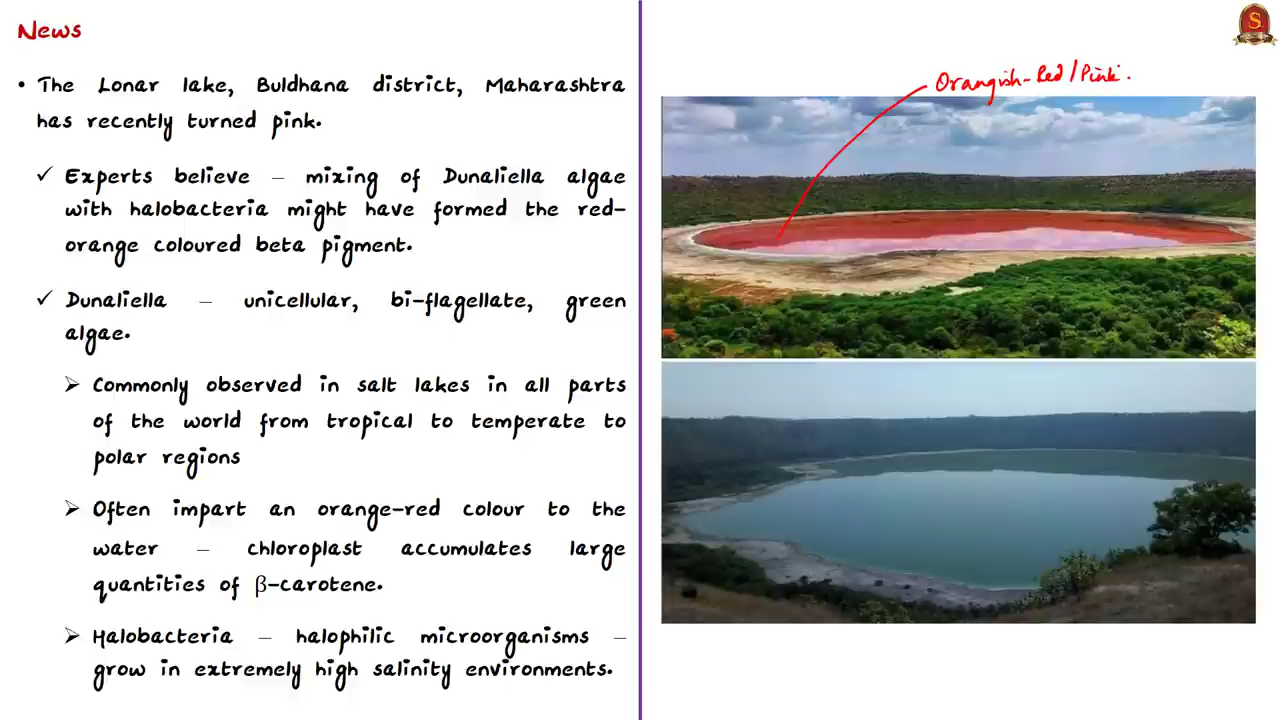 News
• The Lonar lake, Buldhana district, Maharashtra
has recently turned pink.
✓ Experts believe – mixing of Dunaliella algae
with halobacteria might have formed the red-
orange coloured beta pigment.
✓ Dunaliella – unicellular, bi-flagellate, green
algae.
➢ Commonly observed in salt lakes in all parts
of the world from tropical to temperate to
polar regions
➢ Often impart an orange-red colour to the
water – chloroplast accumulates large
quantities of β-carotene.
➢ Halobacteria – halophilic microorganisms –
grow in extremely high salinity environments.
Orangish-Red/Pink.
S